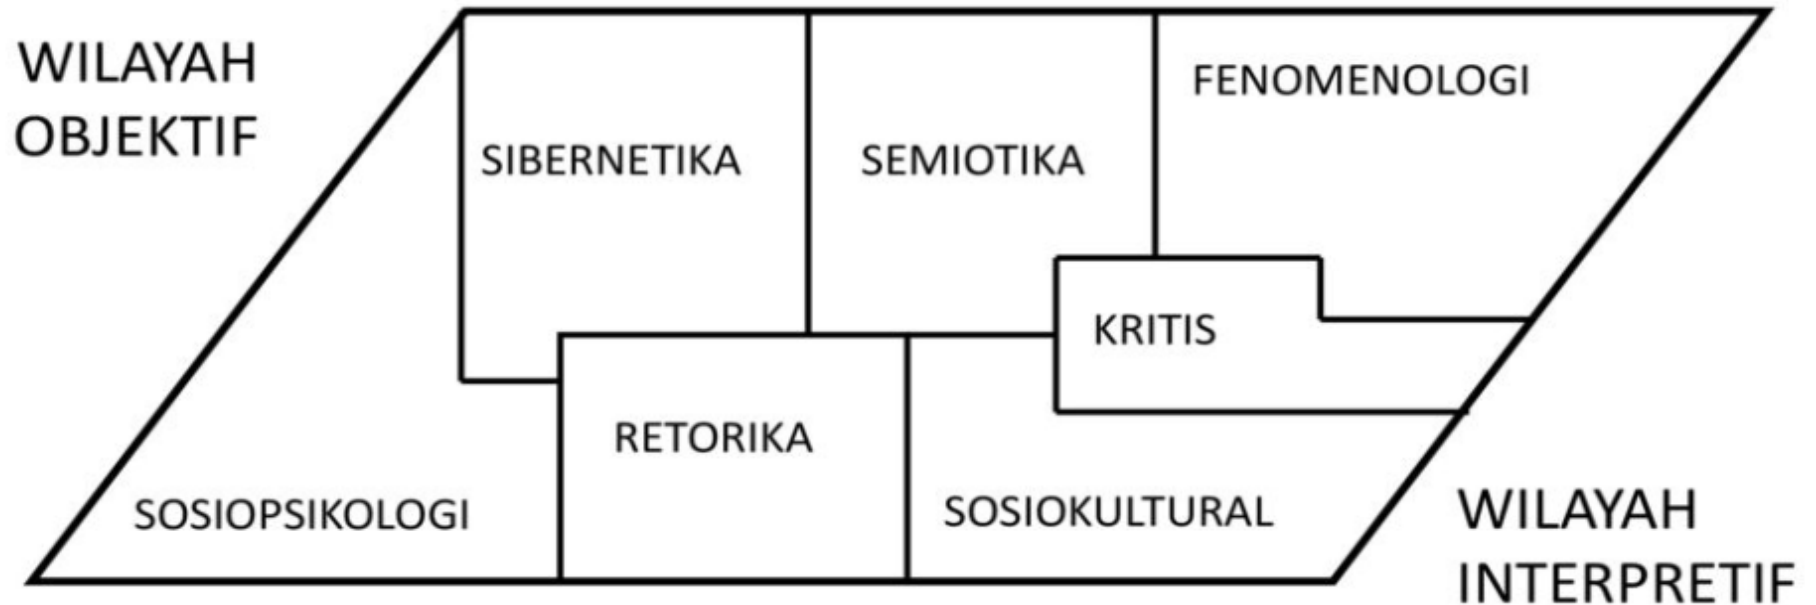 WILAYAH
OBJEKTIF
SIBERNETIKA
SEMIOTIKA
FENOMENOLOGI
KRITIS
RETORIKA
SOSIOPSIKOLOGI
SOSIOKULTURAL
WILAYAH
INTERPRETIF